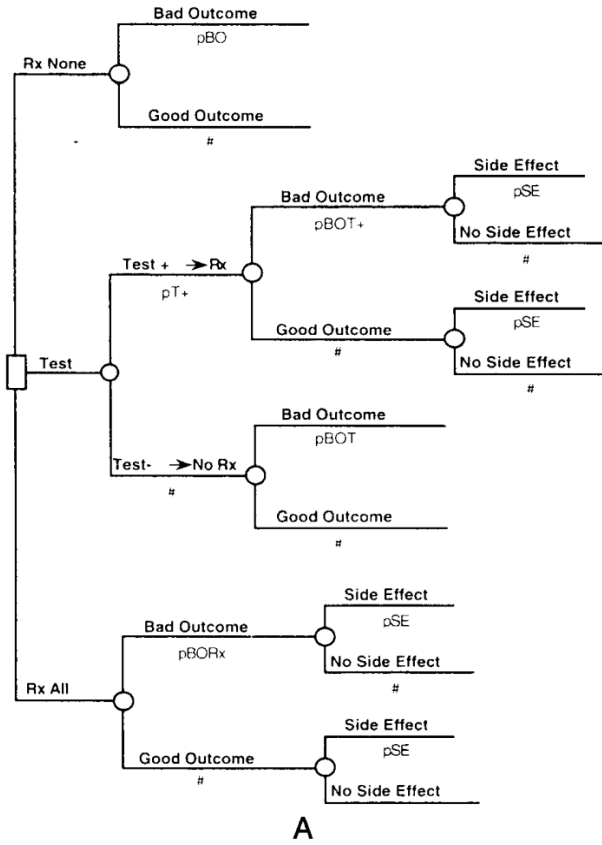 Bad Outcome
pBO
Rx None
Good Outcome
#
Side Effect
pSE
Bad Outcome
pBOT+
No Side Effect
#
Test + → Rx
pT+
Side Effect
pSE
Good Outcome
#
No Side Effect
#
Test
Bad Outcome
pBOT
Test- → No Rx
#
Good Outcome
#
Side Effect
pSE
Bad Outcome
pBORx
No Side Effect
#
Rx All
Side Effect
pSE
Good Outcome
#
No Side Effect
A